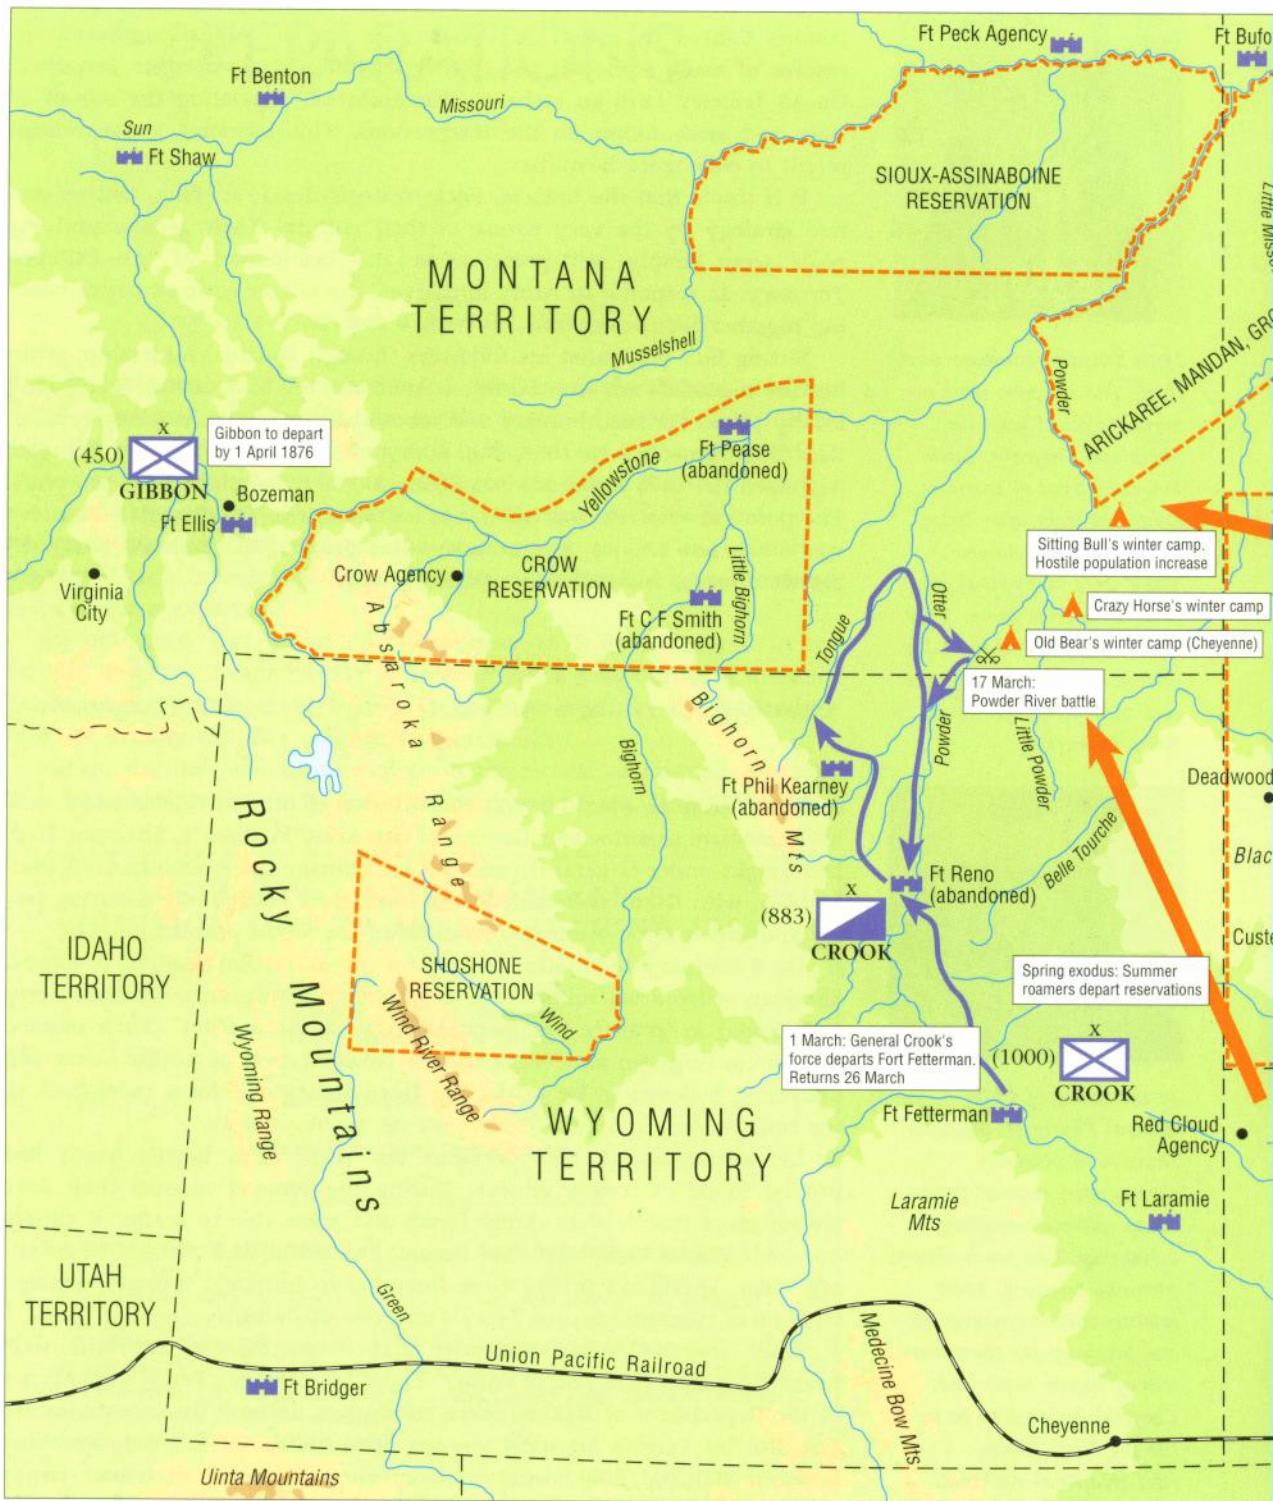 Ft Peck Agency
Ft Bufo
Ft Benton
Missouri
Sun
Ft Shaw
SIOUX-ASSINABOINE
RESERVATION
Little Misso
MONTANA
TERRITORY
Musselshell
Powder
ARICKAREE, MANDAN, GRO
X
(450)
GIBBON
Gibbon to depart
by 1 April 1876
Bozeman
Ft Ellis
Ft Pease
(abandoned)
Yellowstone
Sitting Bull's winter camp.
Hostile population increase
Virginia
City
Crow Agency
CROW
RESERVATION
Little Bighorn
Ft C F Smith
(abandoned)
Otter
Tongue
Crazy Horse's winter camp
Old Bear's winter camp (Cheyenne)
17 March:
Powder River battle
Absaroka Range
Bighorn Mts
Bighorn
Powder
Little Powder
Ft Phil Kearney
(abandoned)
Deadwood
Rocky Mountains
Belle Tourche
Blac
Ft Reno
(abandoned)
X
(883)
CROOK
Custe
IDAHO
TERRITORY
SHOSHONE
RESERVATION
Wind
Wind River Range
Wyoming Range
Spring exodus: Summer
roamers depart reservations
1 March: General Crook's
force departs Fort Fetterman.
Returns 26 March
X
(1000)
CROOK
Ft Fetterman
WYOMING
TERRITORY
Red Cloud
Agency
Laramie
Mts
Ft Laramie
UTAH
TERRITORY
Green
Union Pacific Railroad
Ft Bridger
Medecine Bow Mts
Cheyenne
Uinta Mountains